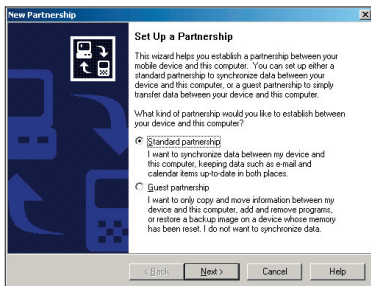 New Partnership
Set Up a Partnership
This wizard helps you establish a partnership between your
mobile device and this computer. You can set up either a
standard partnership to synchronize data between your
device and this computer, or a guest partnership to simply
transfer data between your device and this computer.
What kind of partnership would you like to establish between
your device and this computer?
Standard partnership
I want to synchronize data between my device and
this computer, keeping data such as e-mail and
calendar items up-to-date in both places.
Guest partnership
I want to only copy and move information between my
device and this computer, add and remove programs,
or restore a backup image on a device whose memory
has been reset. I do not want to synchronize data.
< Back Next > Cancel Help